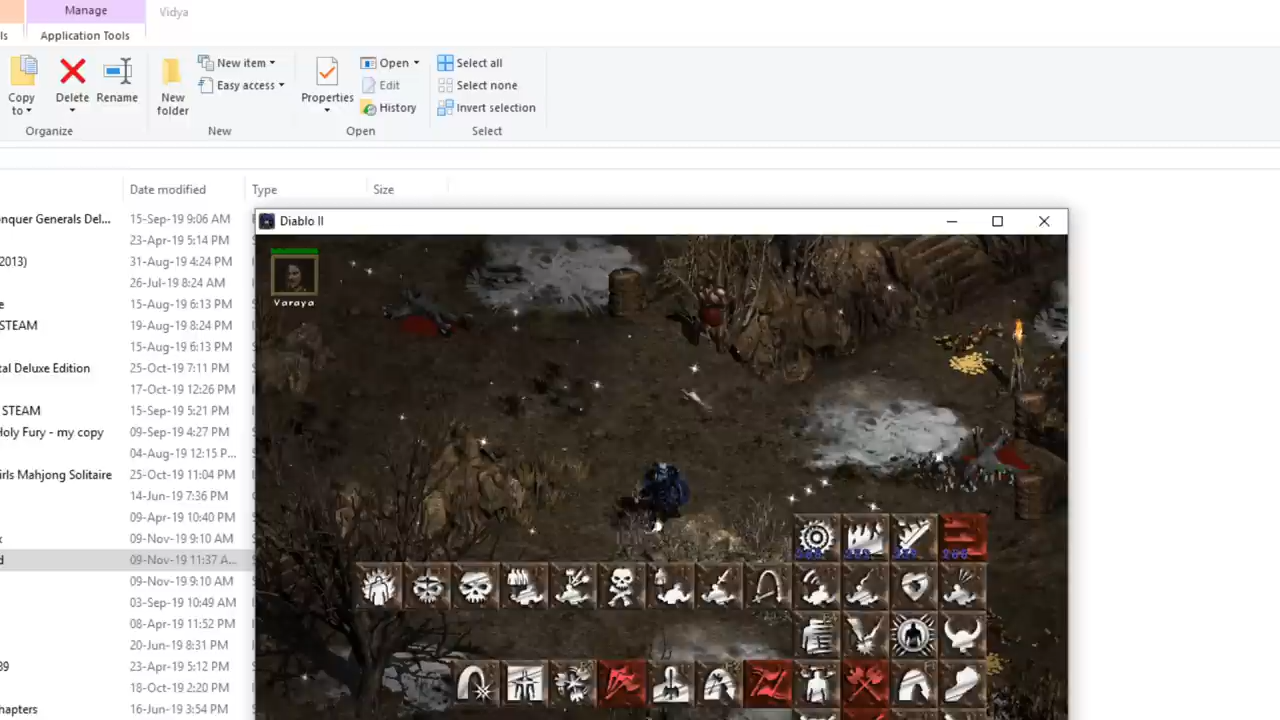 Manage
Vidya
ls
Application Tools
Copy to
Delete
Rename
New folder
New item
Easy access
Properties
Open
Edit
History
Select all
Select none
Invert selection
Organize
New
Open
Select
Date modified
Type
Size
onquer Generals Del...
15-Sep-19 9:06 AM
23-Apr-19 5:14 PM
2013)
31-Aug-19 4:24 PM
26-Jul-19 8:24 AM
e
15-Aug-19 6:13 PM
STEAM
19-Aug-19 8:24 PM
15-Aug-19 6:13 PM
tal Deluxe Edition
25-Oct-19 7:11 PM
17-Oct-19 12:26 PM
STEAM
15-Sep-19 5:21 PM
Holy Fury - my copy
09-Sep-19 4:27 PM
04-Aug-19 12:15 P...
irls Mahjong Solitaire
25-Oct-19 11:04 PM
14-Jun-19 7:36 PM
09-Apr-19 10:40 PM
x
09-Nov-19 9:10 AM
d
09-Nov-19 11:37 A...
09-Nov-19 9:10 AM
03-Sep-19 10:49 AM
08-Apr-19 11:52 PM
20-Jun-19 8:31 PM
39
23-Apr-19 5:12 PM
18-Oct-19 2:20 PM
hapters
16-Jun-19 3:54 PM
Diablo II
Varaya